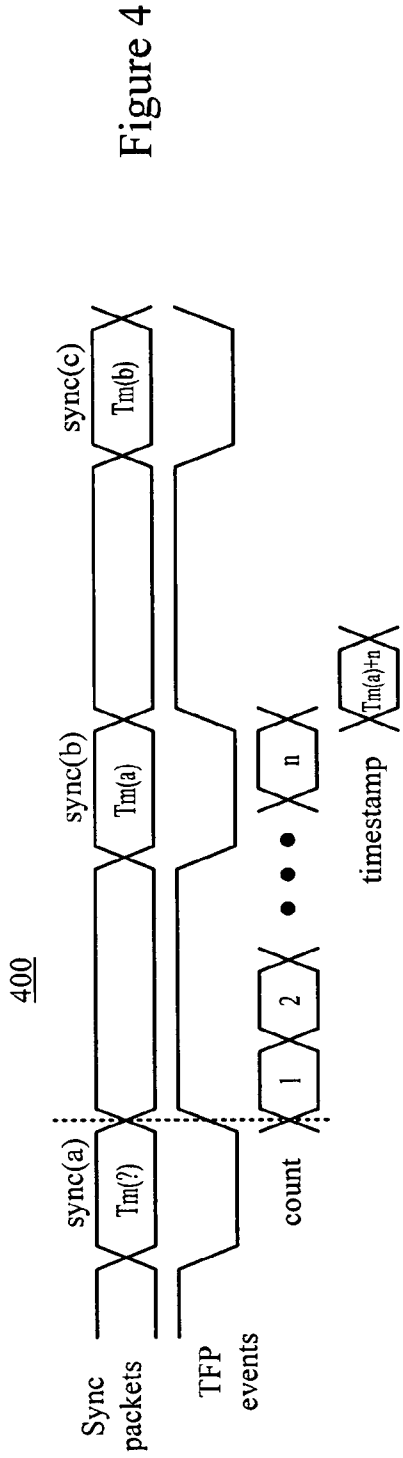 Figure 4
400
sync(a)
sync(b)
sync(c)
Sync
packets
Tm(?)
Tm(a)
Tm(b)
TFP
events
count
1
2
n
timestamp
Tm(a)+n